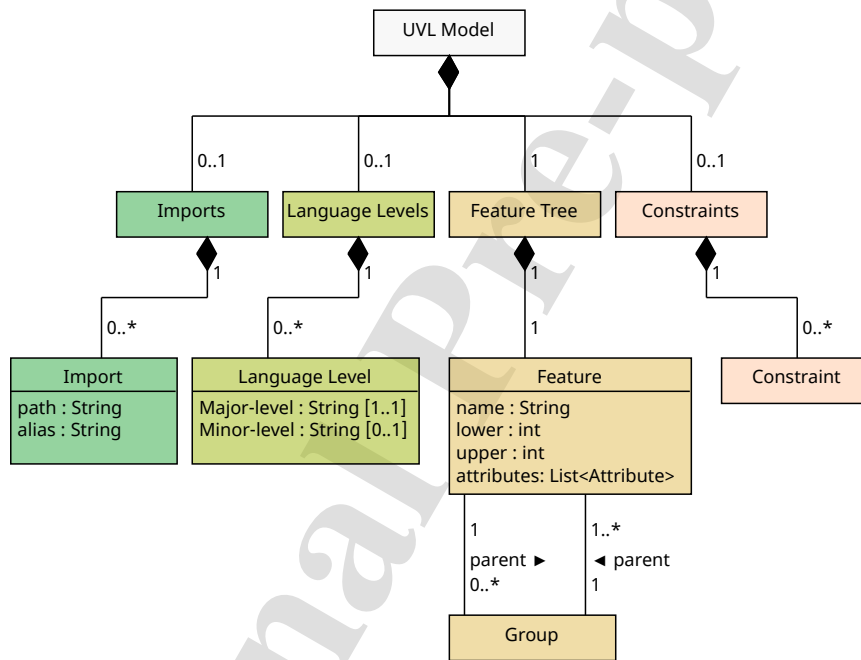 UVL Model
0..1
0..1
1
0..1
Imports
Language Levels
Feature Tree
Constraints
1
1
1
1
0..*
0..*
1
0..*
Import
path : String
alias : String
Language Level
Major-level : String [1..1]
Minor-level : String [0..1]
Feature
name : String
lower : int
upper : int
attributes: List<Attribute>
Constraint
1
1..*
parent ►
◄ parent
0..*
1
Group
nal Pre-p